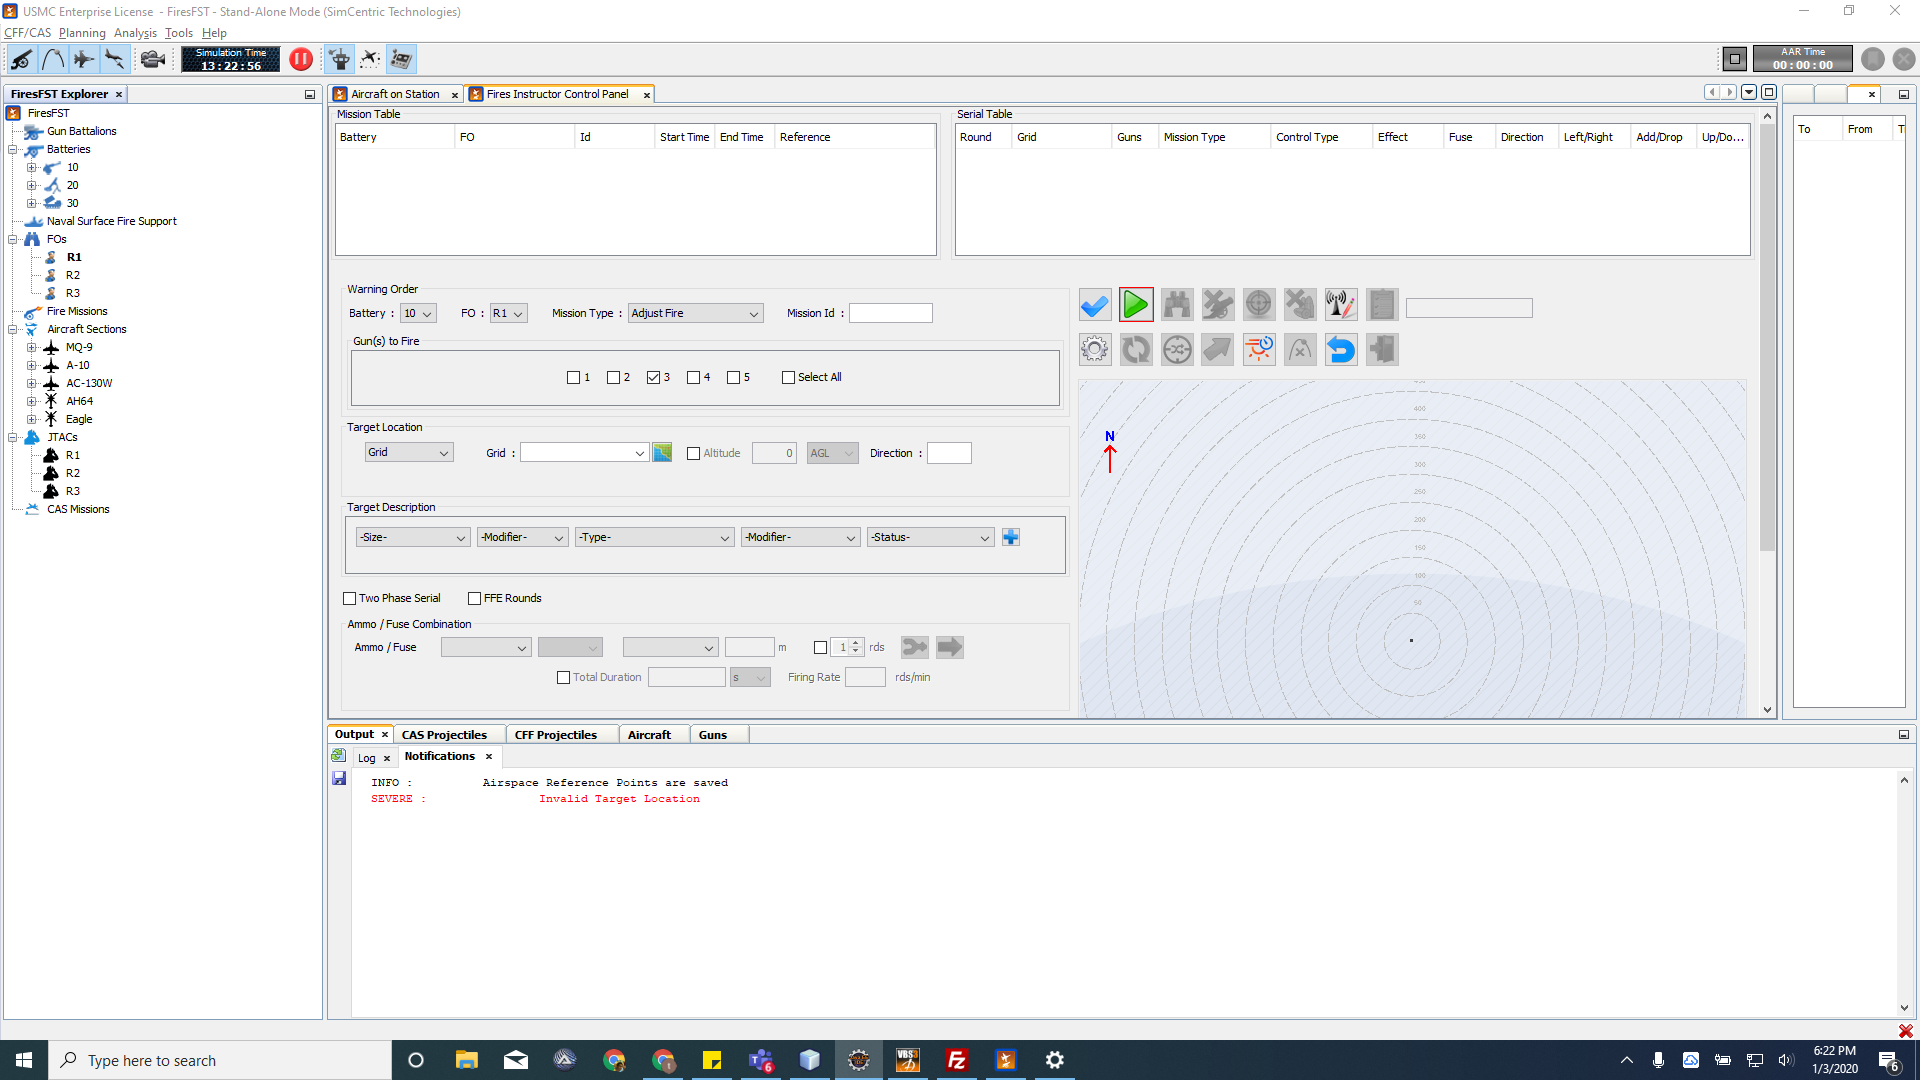 USMC Enterprise License - FiresFST - Stand-Alone Mode (SimCentric Technologies)
CFF/CAS Planning Analysis Tools Help
Simulation Time
13:22:56
AAR Time
00:00:00
FiresFST Explorer
FiresFST
Gun Battalions
Batteries
10
20
30
Naval Surface Fire Support
FOs
R1
R2
R3
Fire Missions
Aircraft Sections
MQ-9
A-10
AC-130W
AH64
Eagle
JTACs
R1
R2
R3
CAS Missions
Aircraft on Station
Fires Instructor Control Panel
Mission Table
Battery FO Id Start Time End Time Reference
Serial Table
Round Grid Guns Mission Type Control Type Effect Fuse Direction Left/Right Add/Drop Up/Do...
To From
Warning Order
Battery : 10 FO : R1 Mission Type : Adjust Fire Mission Id :
Gun(s) to Fire
1 2 3 4 5 Select All
Target Location
Grid Grid : Altitude 0 AGL Direction :
Target Description
-Size- -Modifier- -Type- -Modifier- -Status-
Two Phase Serial FFE Rounds
Ammo / Fuse Combination
Ammo / Fuse m 1 rds
Total Duration s Firing Rate rds/min
N
400
350
300
250
200
150
100
50
Output CAS Projectiles CFF Projectiles Aircraft Guns
Log Notifications
INFO : Airspace Reference Points are saved
SEVERE : Invalid Target Location
Type here to search
6
VBS3
FZ
6:22 PM
1/3/2020
6